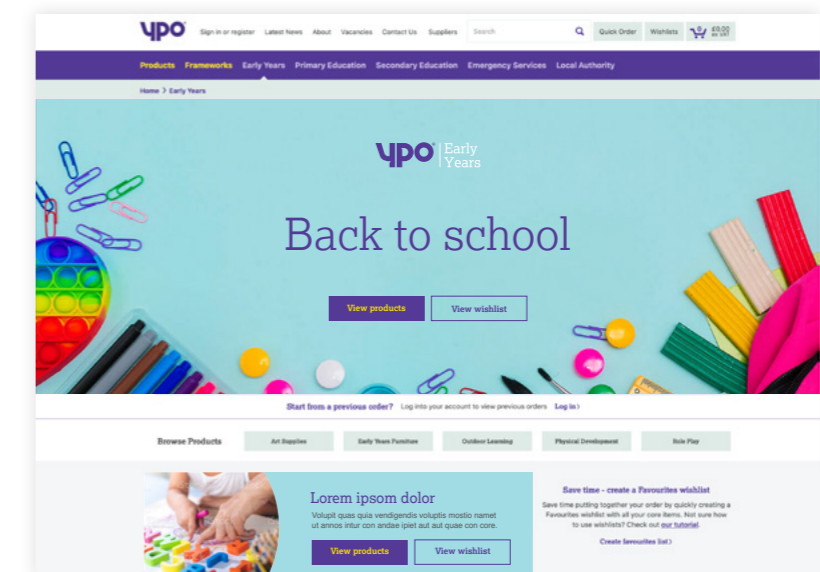 ypo
Sign in or register Latest News About Vacancies Contact Us Suppliers Search Quick Order Wishlists 0 £0.00
ex VAT
Products Frameworks Early Years Primary Education Secondary Education Emergency Services Local Authority
Home > Early Years
ypo Early
Years
Back to school
View products View wishlist
Start from a previous order? Log into your account to view previous orders Log in >
Browse Products Art Supplies Early Years Furniture Outdoor Learning Physical Development Role Play
Lorem ipsom dolor
Volupit quas quia vendigendis voluptis mostio namet
ut annos intur con andae ipiet aut aut quae con core.
View products View wishlist
Save time - create a Favourites wishlist
Save time putting together your order by quickly creating a
Favourites wishlist with all your core items. Not sure how
to use wishlists? Check out our tutorial.
Create favourites list >